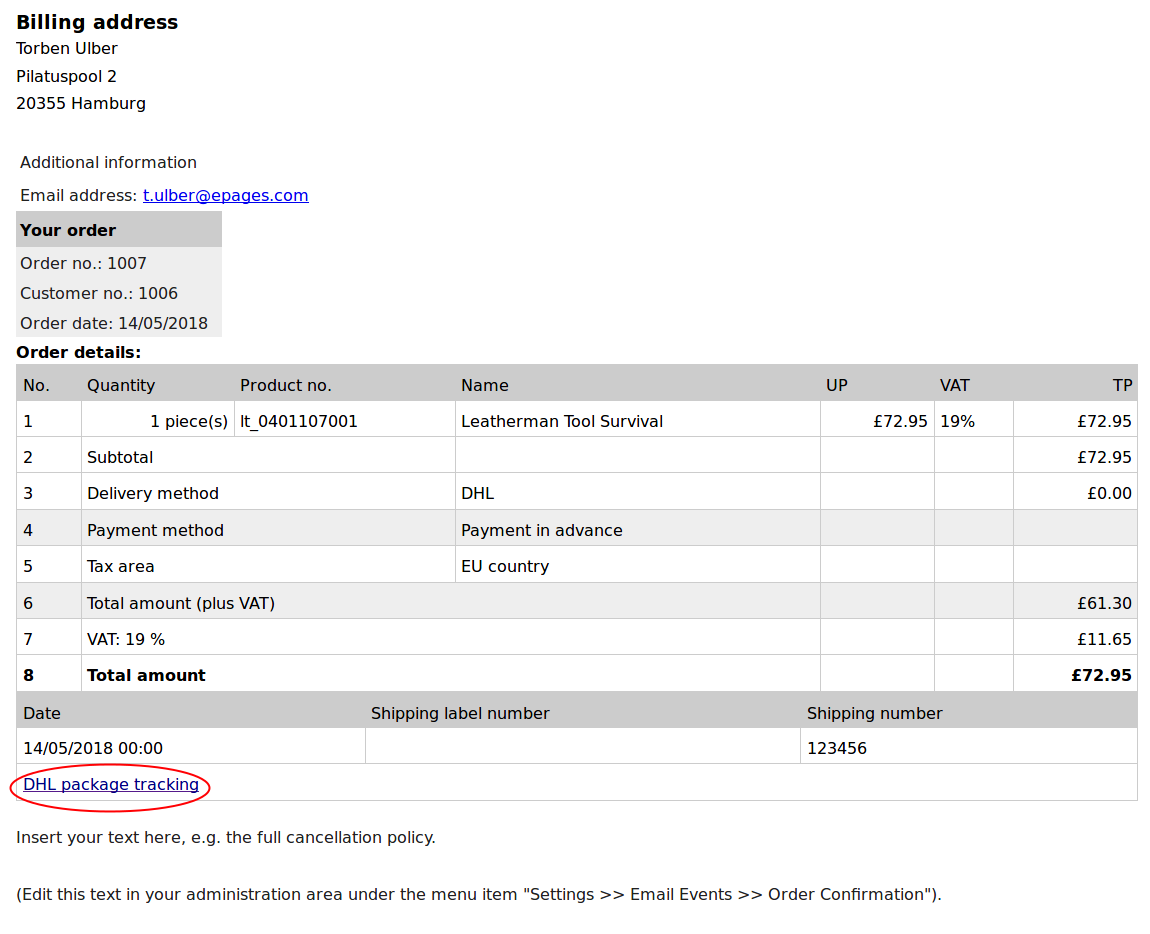 Billing address
Torben Ulber
Pilatuspool 2
20355 Hamburg
Additional information
Email address: t.ulber@epages.com
Your order
Order no.: 1007
Customer no.: 1006
Order date: 14/05/2018
Order details:
No. Quantity Product no. Name UP VAT TP
1 1 piece(s) lt_0401107001 Leatherman Tool Survival £72.95 19% £72.95
2 Subtotal £72.95
3 Delivery method DHL £0.00
4 Payment method Payment in advance
5 Tax area EU country
6 Total amount (plus VAT) £61.30
7 VAT: 19 % £11.65
8 Total amount £72.95
Date Shipping label number Shipping number
14/05/2018 00:00 123456
DHL package tracking
Insert your text here, e.g. the full cancellation policy.
(Edit this text in your administration area under the menu item "Settings >> Email Events >> Order Confirmation").